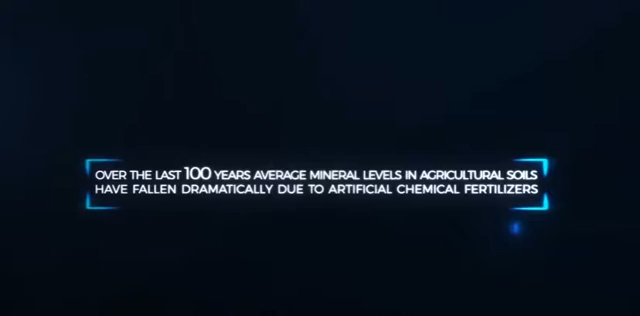 OVER THE LAST 100 YEARS AVERAGE MINERAL LEVELS IN AGRICULTURAL SOILS
HAVE FALLEN DRAMATICALLY DUE TO ARTIFICIAL CHEMICAL FERTILIZERS